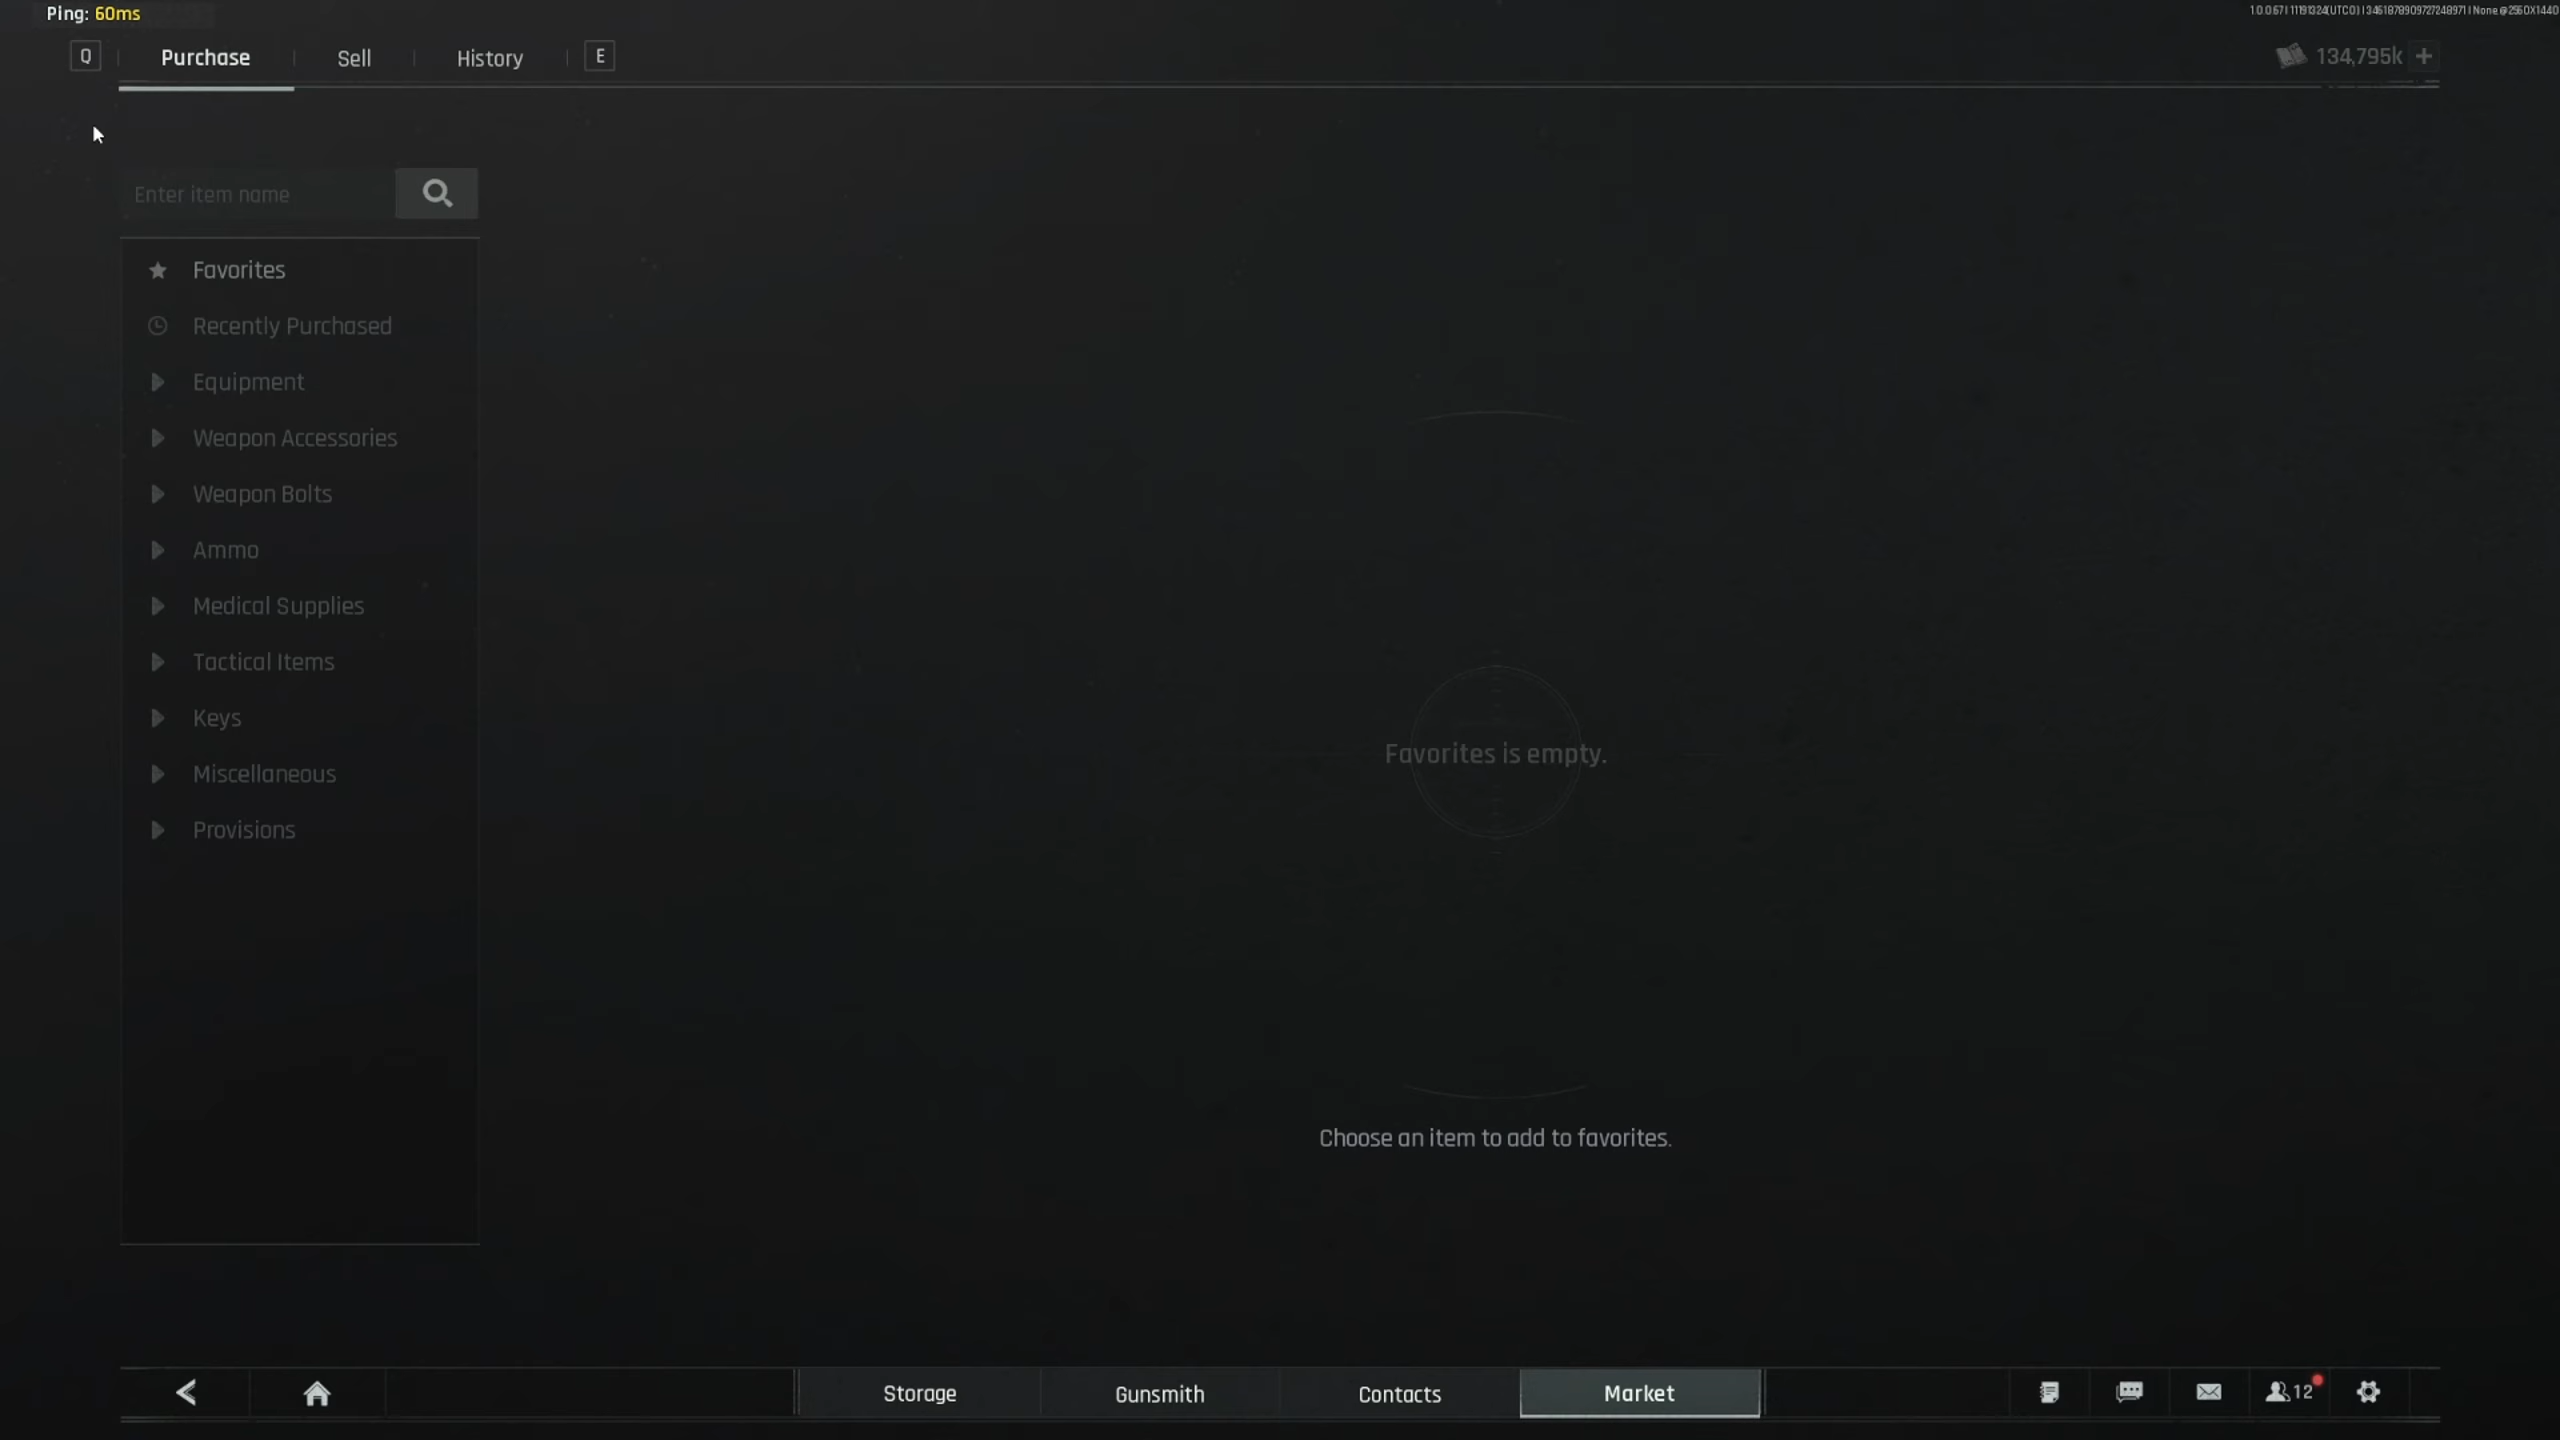 Ping: 60ms
Q
Purchase
Sell
History
E
134,795k
Enter item name
Favorites
Recently Purchased
Equipment
Weapon Accessories
Weapon Bolts
Ammo
Medical Supplies
Tactical Items
Keys
Miscellaneous
Provisions
Favorites is empty.
Choose an item to add to favorites.
Storage
Gunsmith
Contacts
Market
12